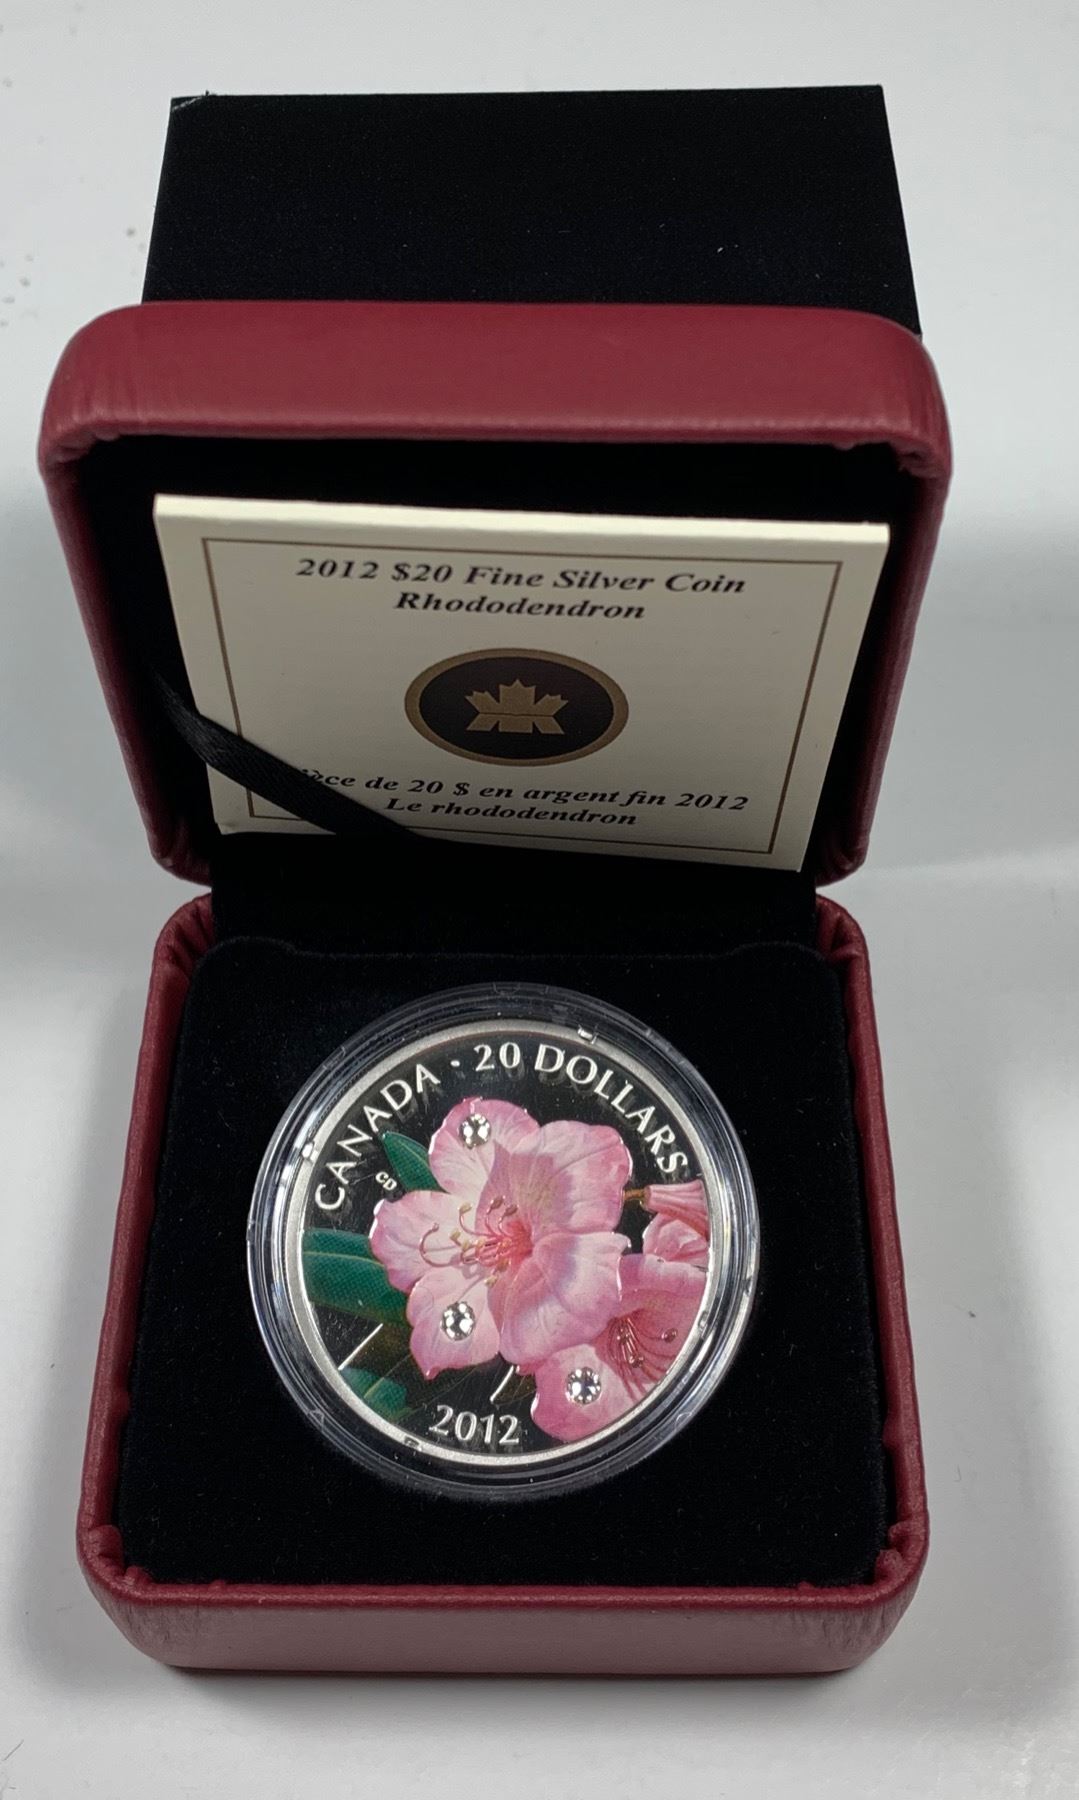 2012 $20 Fine Silver Coin
Rhododendron
de 20 $ en argent fin 2012
Le rhododendron
CANADA · 20 DOLLARS
CD
2012